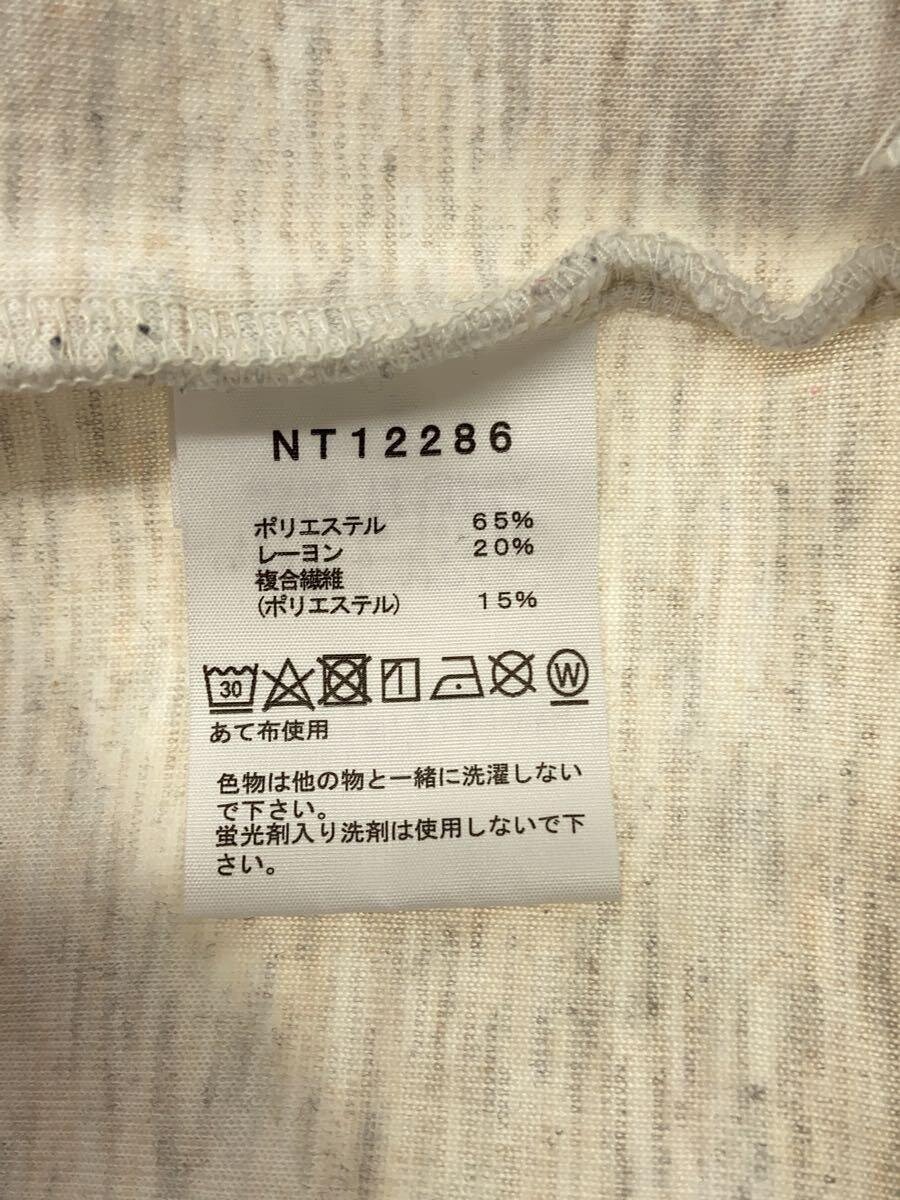 NT12286
ポリエステル 65%
レーヨン 20%
複合繊維
(ポリエステル) 15%
30 W
あて布使用
色物は他の物と一緒に洗濯しない
で下さい。
蛍光剤入り洗剤は使用しないで下
さい。